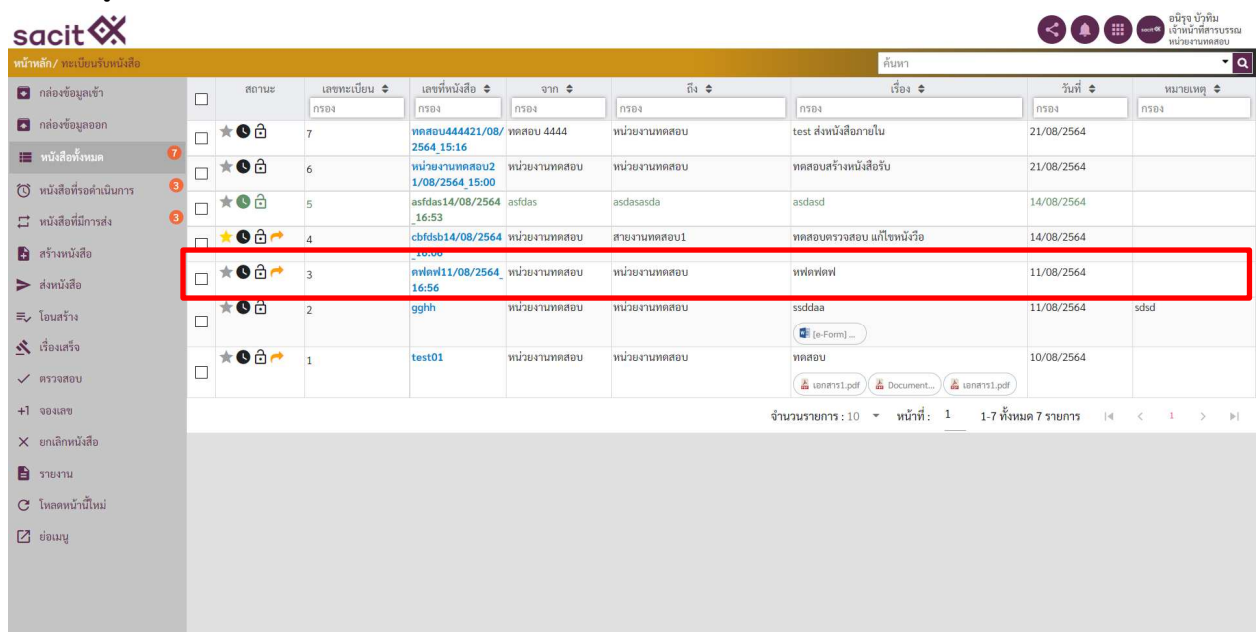 sacit
อนิรุจ บัวทิม
เจ้าหน้าที่สารบรรณ
หน่วยงานทดสอบ
หน้าหลัก/ ทะเบียนรับหนังสือ
ค้นหา
กล่องข้อมูลเข้า
กล่องข้อมูลออก
หนังสือทั้งหมด 7
หนังสือที่รอดำเนินการ 3
หนังสือที่มีการส่ง 3
สร้างหนังสือ
ส่งหนังสือ
โอนสร้าง
เรื่องเสร็จ
ตรวจสอบ
+1 จองเลข
ยกเลิกหนังสือ
รายงาน
โหลดหน้านี้ใหม่
ย่อเมนู
สถานะ เลขทะเบียน เลขที่หนังสือ จาก ถึง เรื่อง วันที่ หมายเหตุ
กรอง กรอง กรอง กรอง กรอง กรอง กรอง
7 ทดสอบ444421/08/ ทดสอบ 4444 หน่วยงานทดสอบ test ส่งหนังสือภายใน 21/08/2564
2564_15:16
6 หน่วยงานทดสอบ2 หน่วยงานทดสอบ หน่วยงานทดสอบ ทดสอบสร้างหนังสือรับ 21/08/2564
1/08/2564_15:00
5 asfdas14/08/2564 asfdas asdasasda asdasd 14/08/2564
_16:53
4 cbfdsb14/08/2564 หน่วยงานทดสอบ สายงานทดสอบ1 ทดสอบตรวจสอบ แก้ไขหนังวือ 14/08/2564
3 ดฟดฟ11/08/2564_ หน่วยงานทดสอบ หน่วยงานทดสอบ หฟดฟดฟ 11/08/2564
16:56
2 gghh หน่วยงานทดสอบ หน่วยงานทดสอบ ssddaa 11/08/2564 sdsd
[e-Form] ...
1 test01 หน่วยงานทดสอบ หน่วยงานทดสอบ ทดสอบ 10/08/2564
เอกสาร1.pdf Document... เอกสาร1.pdf
จำนวนรายการ : 10 หน้าที่ : 1 1-7 ทั้งหมด 7 รายการ 1